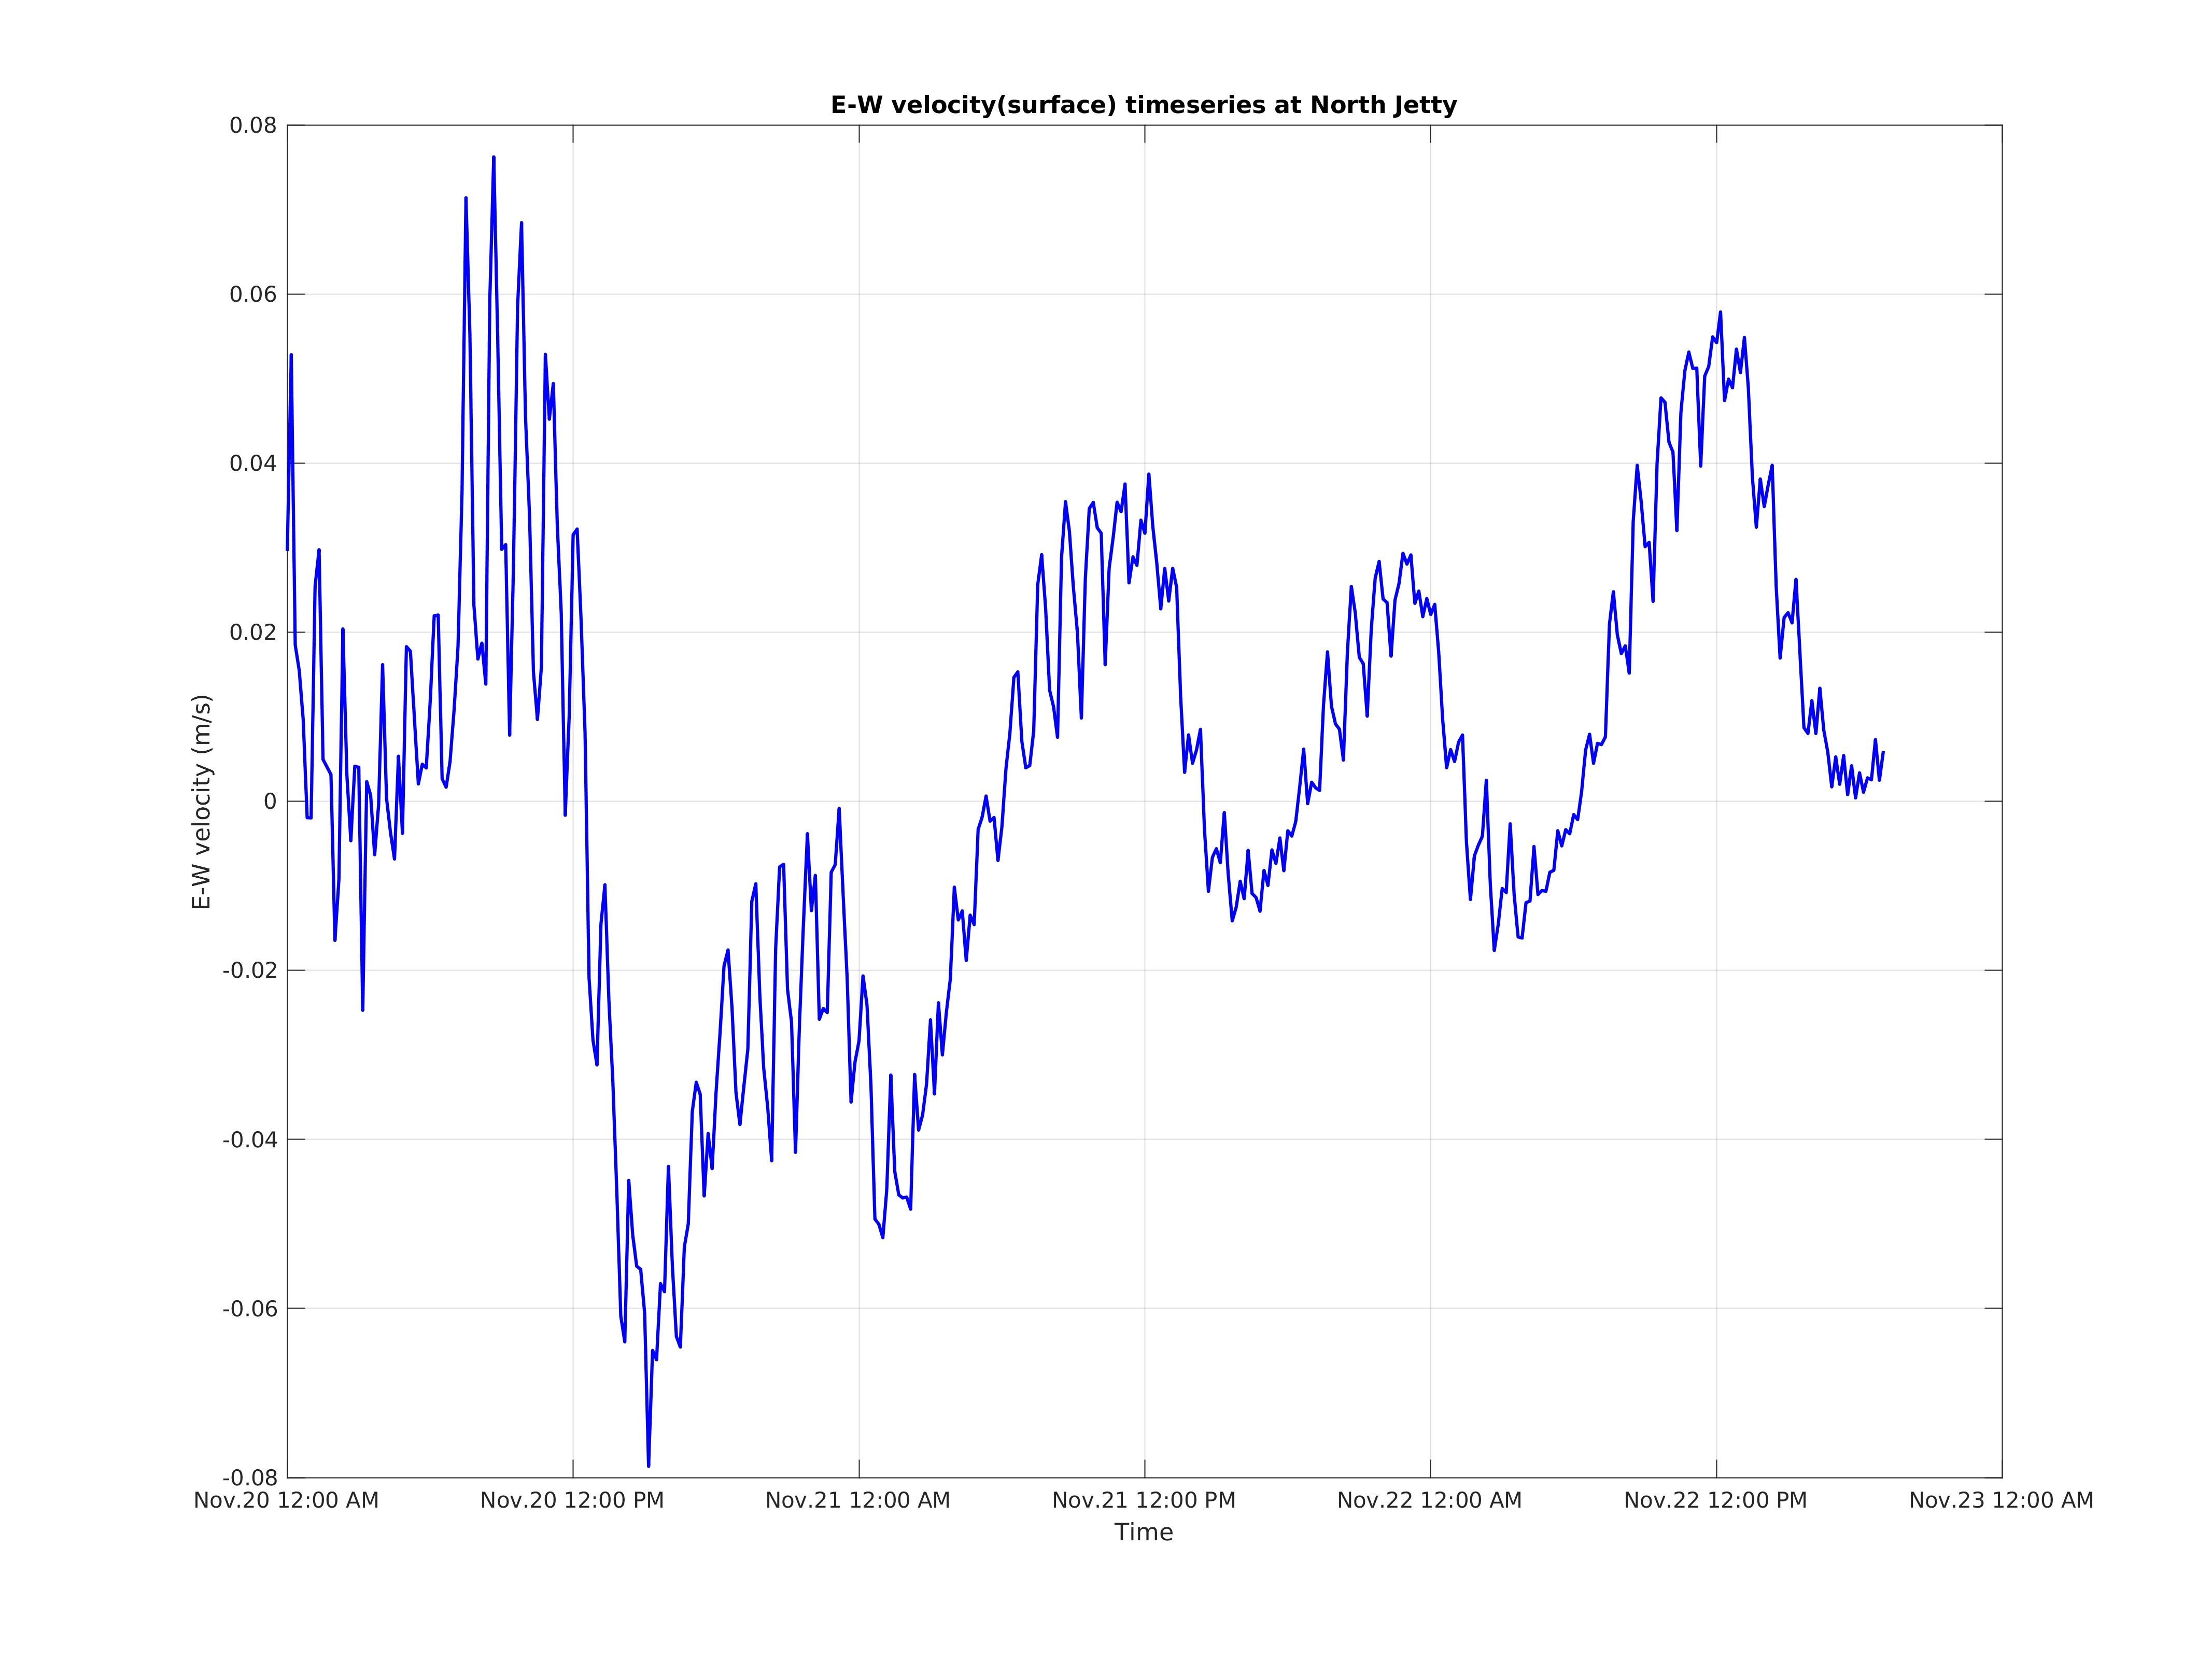 E-W velocity(surface) timeseries at North Jetty
0.08
0.06
0.04
0.02
0
-0.02
-0.04
-0.06
-0.08
E-W velocity (m/s)
Nov.20 12:00 AM Nov.20 12:00 PM Nov.21 12:00 AM Nov.21 12:00 PM Nov.22 12:00 AM Nov.22 12:00 PM Nov.23 12:00 AM
Time